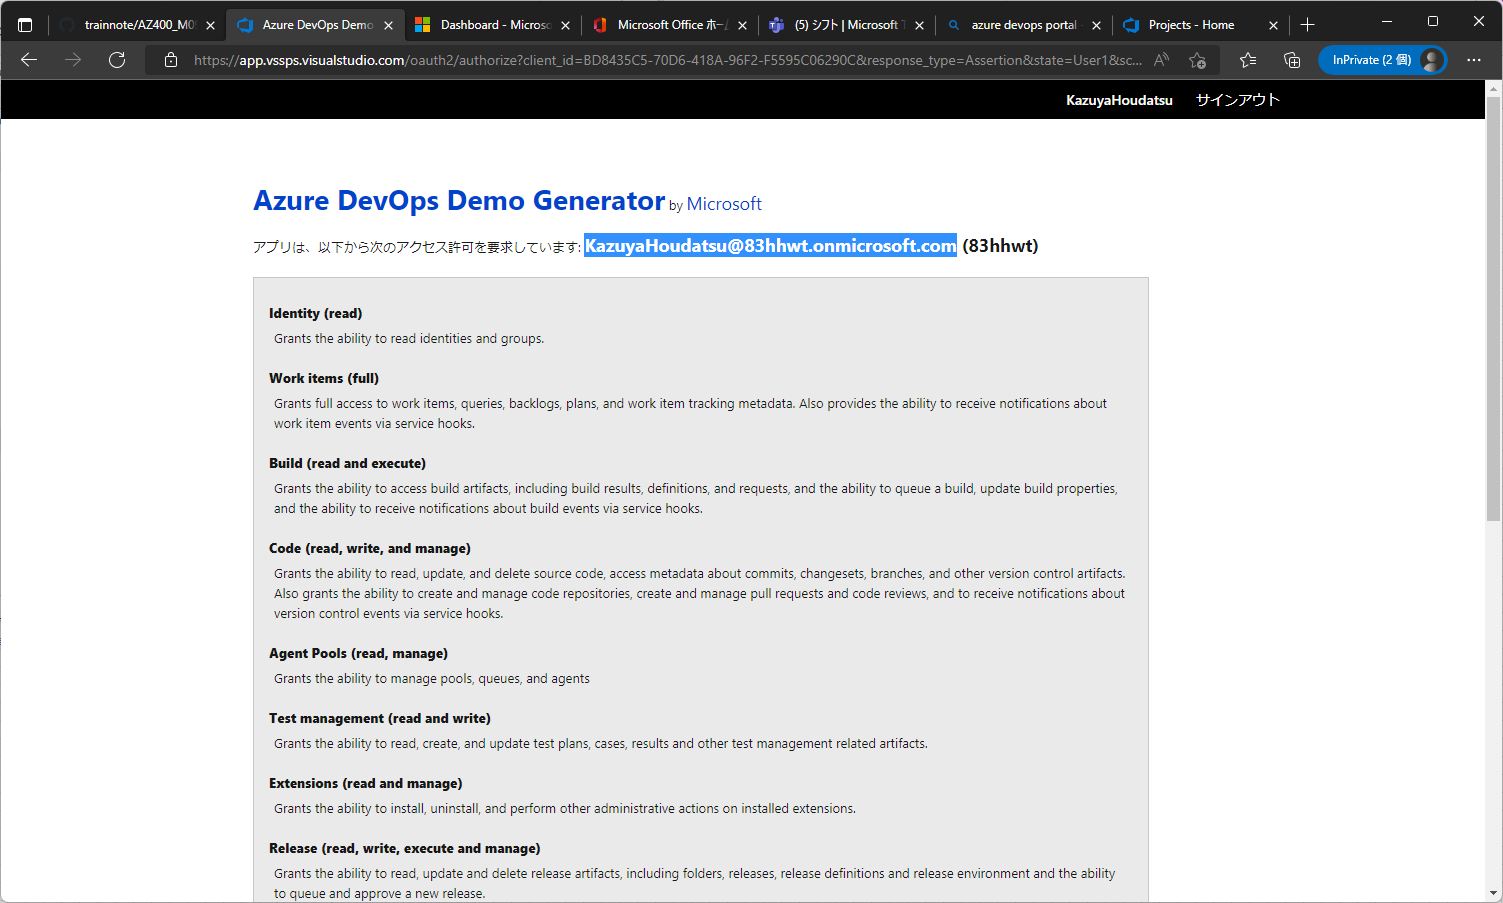 trainnote/AZ400_M0
Azure DevOps Demo
Dashboard - Micros
Microsoft Office ホーム
(5) シフト | Microsoft T
azure devops portal -
Projects - Home
https://app.vssps.visualstudio.com/oauth2/authorize?client_id=BD8435C5-70D6-418A-96F2-F5595C06290C&response_type=Assertion&state=User1&sc...
InPrivate (2 個)
KazuyaHoudatsu サインアウト
Azure DevOps Demo Generator by Microsoft
アプリは、以下から次のアクセス許可を要求しています: KazuyaHoudatsu@83hhwt.onmicrosoft.com (83hhwt)
Identity (read)
Grants the ability to read identities and groups.
Work items (full)
Grants full access to work items, queries, backlogs, plans, and work item tracking metadata. Also provides the ability to receive notifications about
work item events via service hooks.
Build (read and execute)
Grants the ability to access build artifacts, including build results, definitions, and requests, and the ability to queue a build, update build properties,
and the ability to receive notifications about build events via service hooks.
Code (read, write, and manage)
Grants the ability to read, update, and delete source code, access metadata about commits, changesets, branches, and other version control artifacts.
Also grants the ability to create and manage code repositories, create and manage pull requests and code reviews, and to receive notifications about
version control events via service hooks.
Agent Pools (read, manage)
Grants the ability to manage pools, queues, and agents
Test management (read and write)
Grants the ability to read, create, and update test plans, cases, results and other test management related artifacts.
Extensions (read and manage)
Grants the ability to install, uninstall, and perform other administrative actions on installed extensions.
Release (read, write, execute and manage)
Grants the ability to read, update and delete release artifacts, including folders, releases, release definitions and release environment and the ability
to queue and approve a new release.